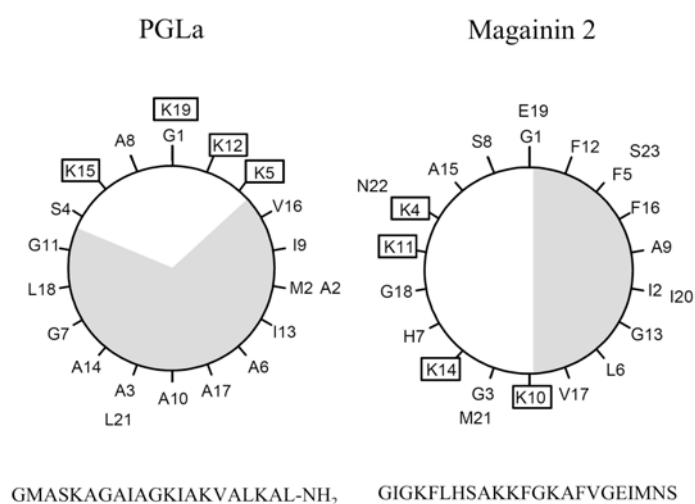 PGLa
Magainin 2
K19
G1
K12
K5
V16
I9
M2 A2
I13
A6
A17
A10
A3
L21
A14
G7
L18
G11
S4
K15
A8
E19
G1
F12
S23
F5
F16
A9
I2
I20
G13
L6
V17
K10
G3
M21
K14
H7
G18
K11
K4
N22
A15
S8
GMASKAGAIAGKIAKVALKAL-NH₂
GIGKFLHSAKKFGKAFVGEIMNS